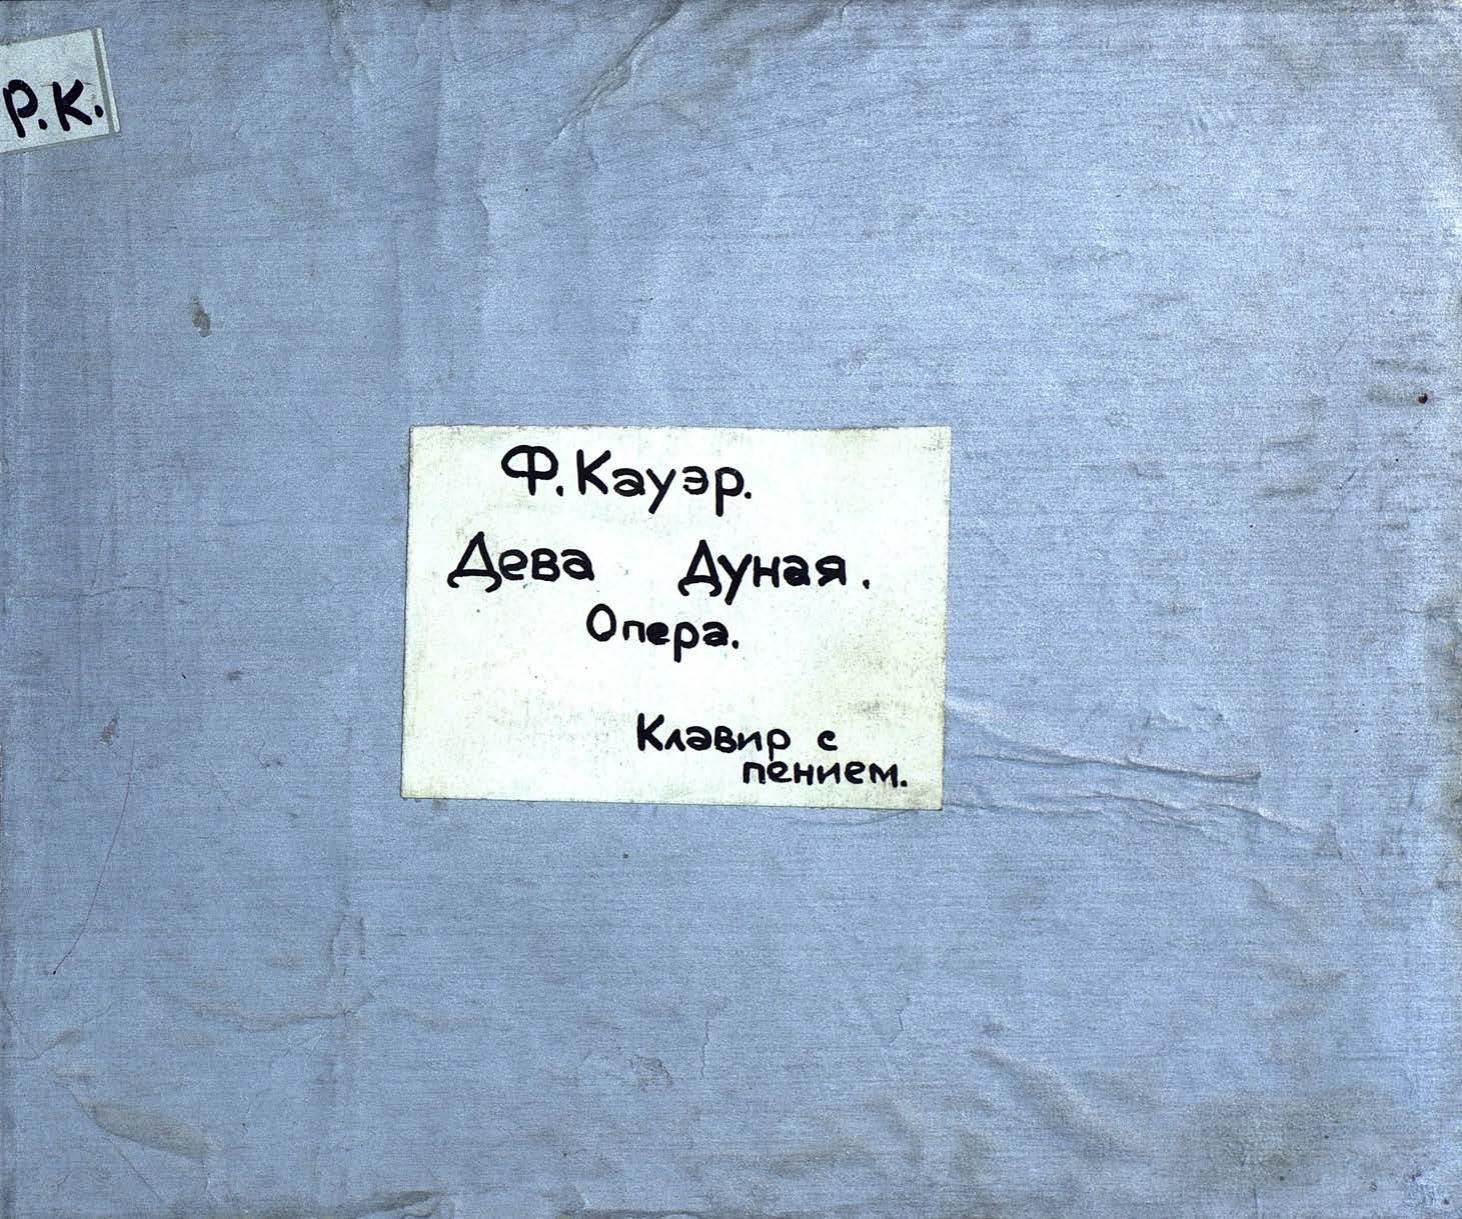 Р.К.
Ф.Кауэр.
Дева Дуная.
Опера.
Клавир с
пением.